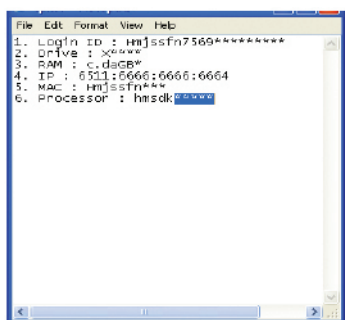 File Edit Format View Help
1. Login ID : Hmjssfn7569*********
2. Drive : X****
3. RAM : c.daGB*
4. IP : 6511:6666:6666:6664
5. MAC : Hmjssfn***
6. Processor : hmsdk*****